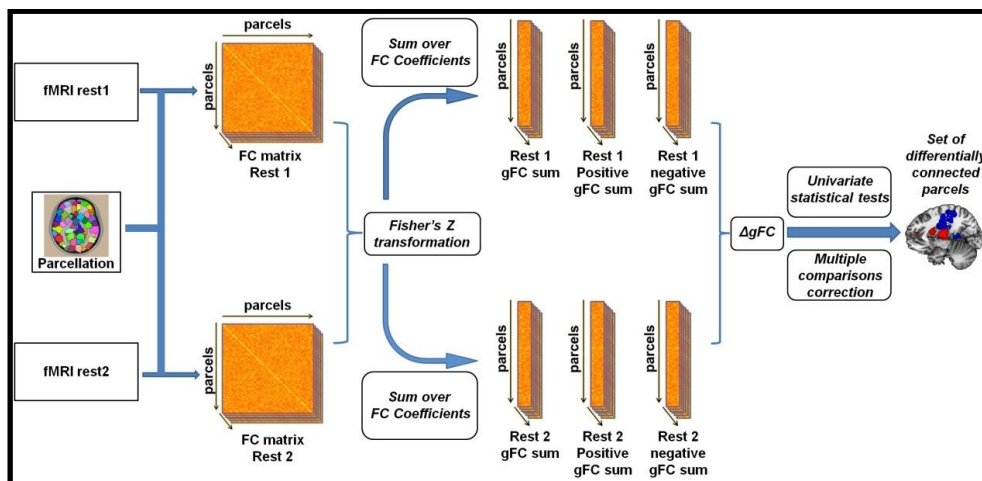 fMRI rest1
Parcellation
fMRI rest2
parcels
parcels
FC matrix
Rest 1
parcels
parcels
FC matrix
Rest 2
Fisher's Z
transformation
Sum over
FC Coefficients
Sum over
FC Coefficients
parcels
Rest 1
gFC sum
parcels
Rest 1
Positive
gFC sum
parcels
Rest 1
negative
gFC sum
parcels
Rest 2
gFC sum
parcels
Rest 2
Positive
gFC sum
parcels
Rest 2
negative
gFC sum
ΔgFC
Univariate
statistical tests
Multiple
comparisons
correction
Set of
differentially
connected
parcels